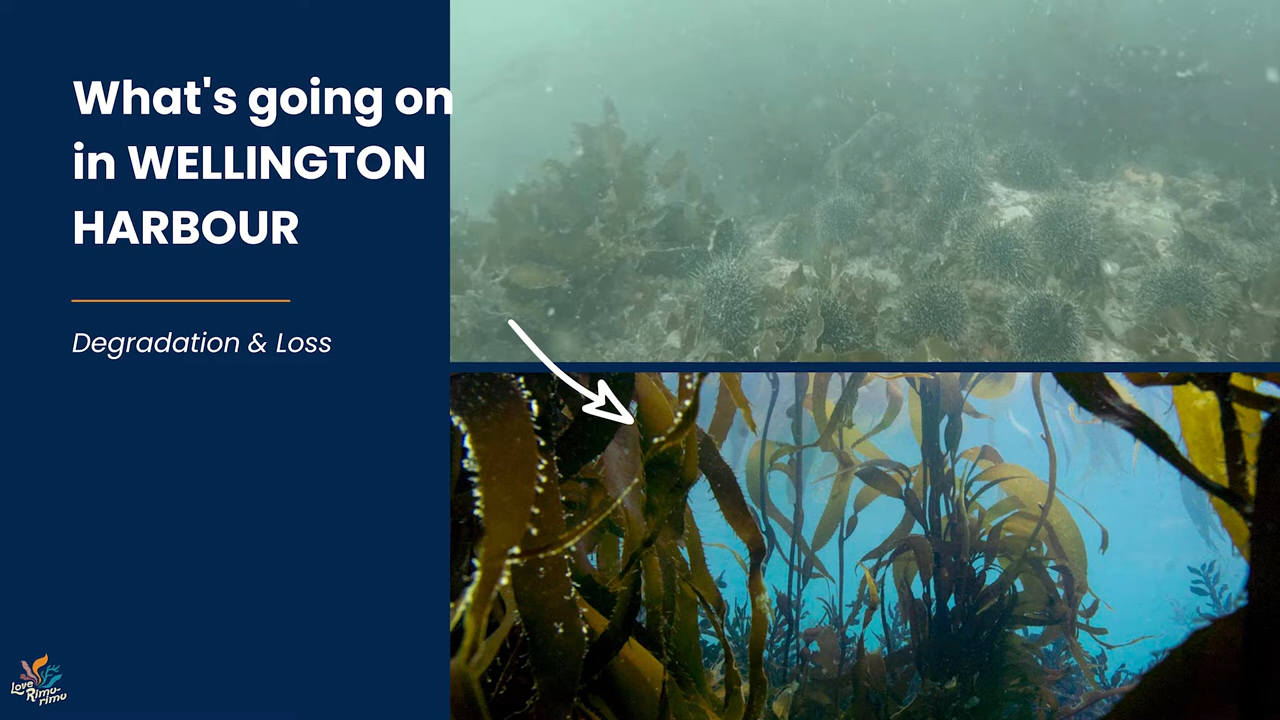 What's going on
in WELLINGTON
HARBOUR
Degradation & Loss
Love
Rimu-
rimu